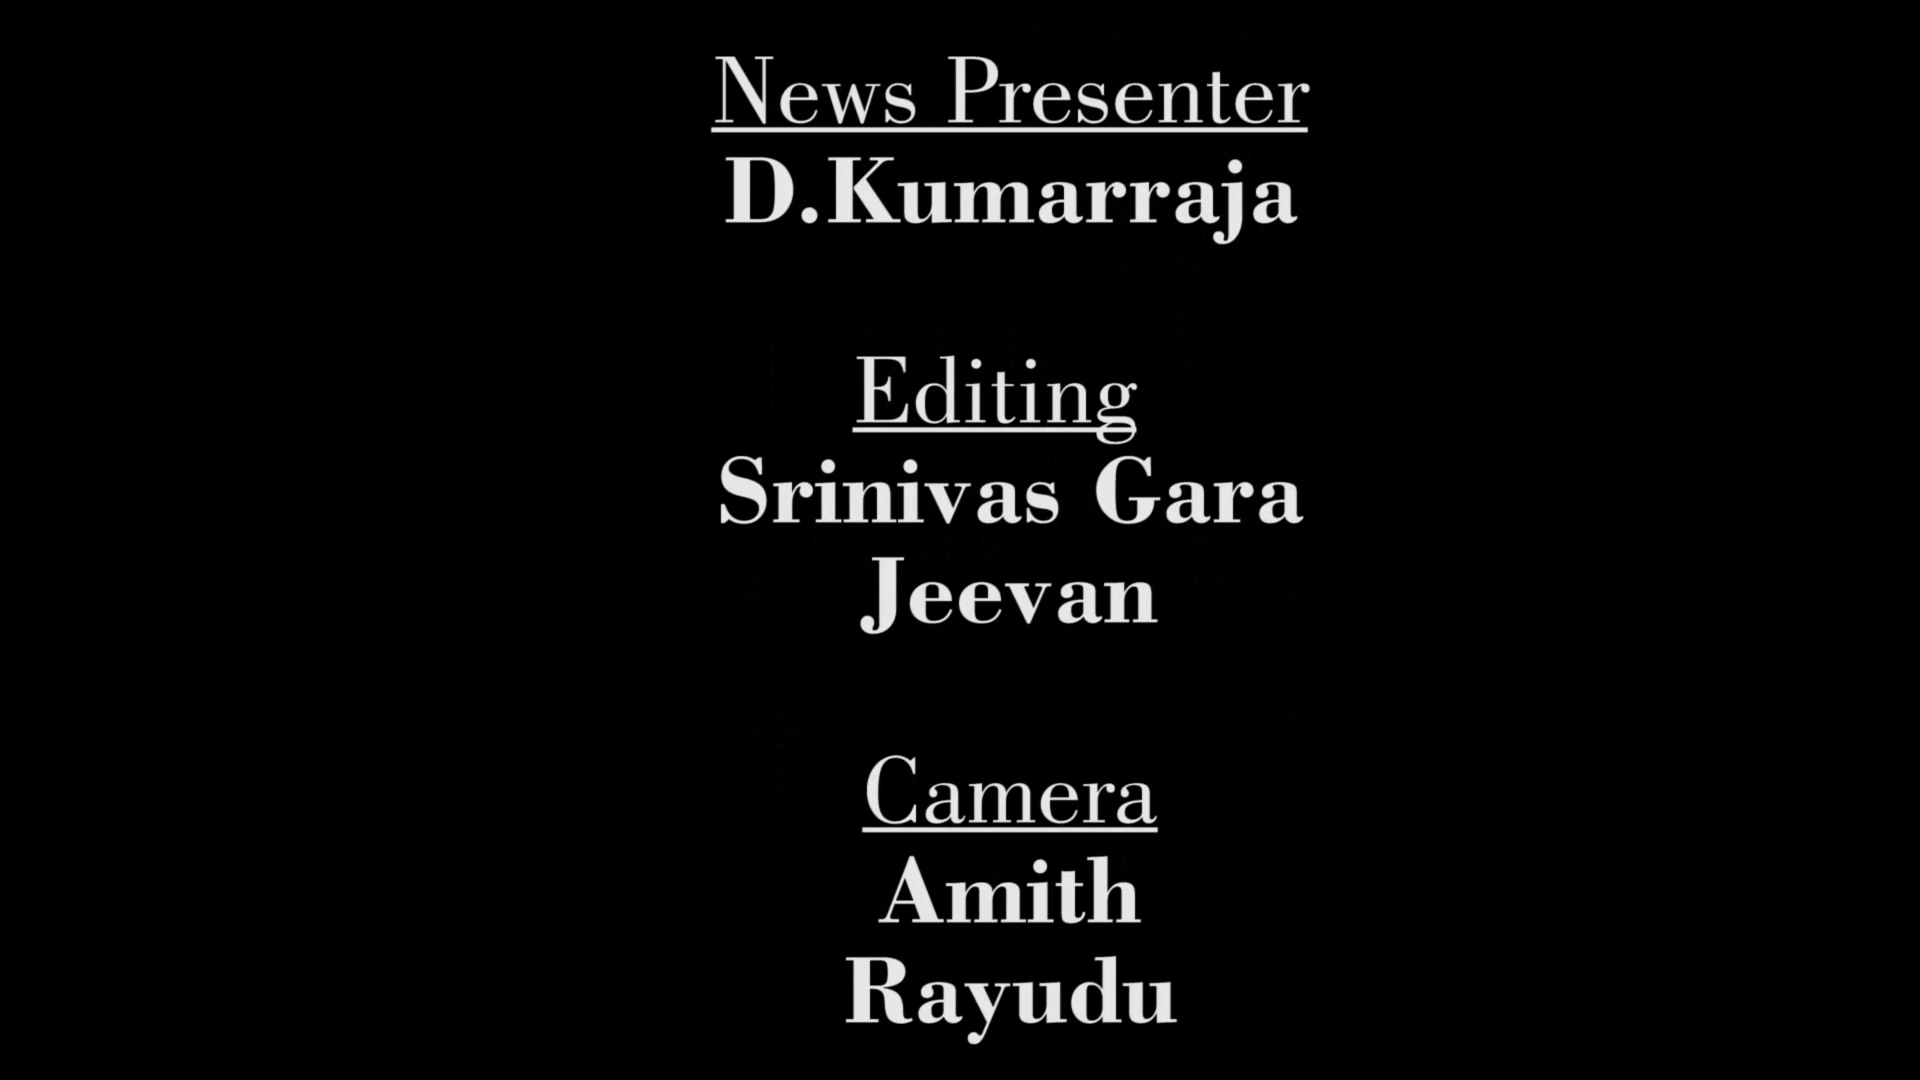 News Presenter
D.Kumarraja
Editing
Srinivas Gara
Jeevan
Camera
Amith
Rayudu